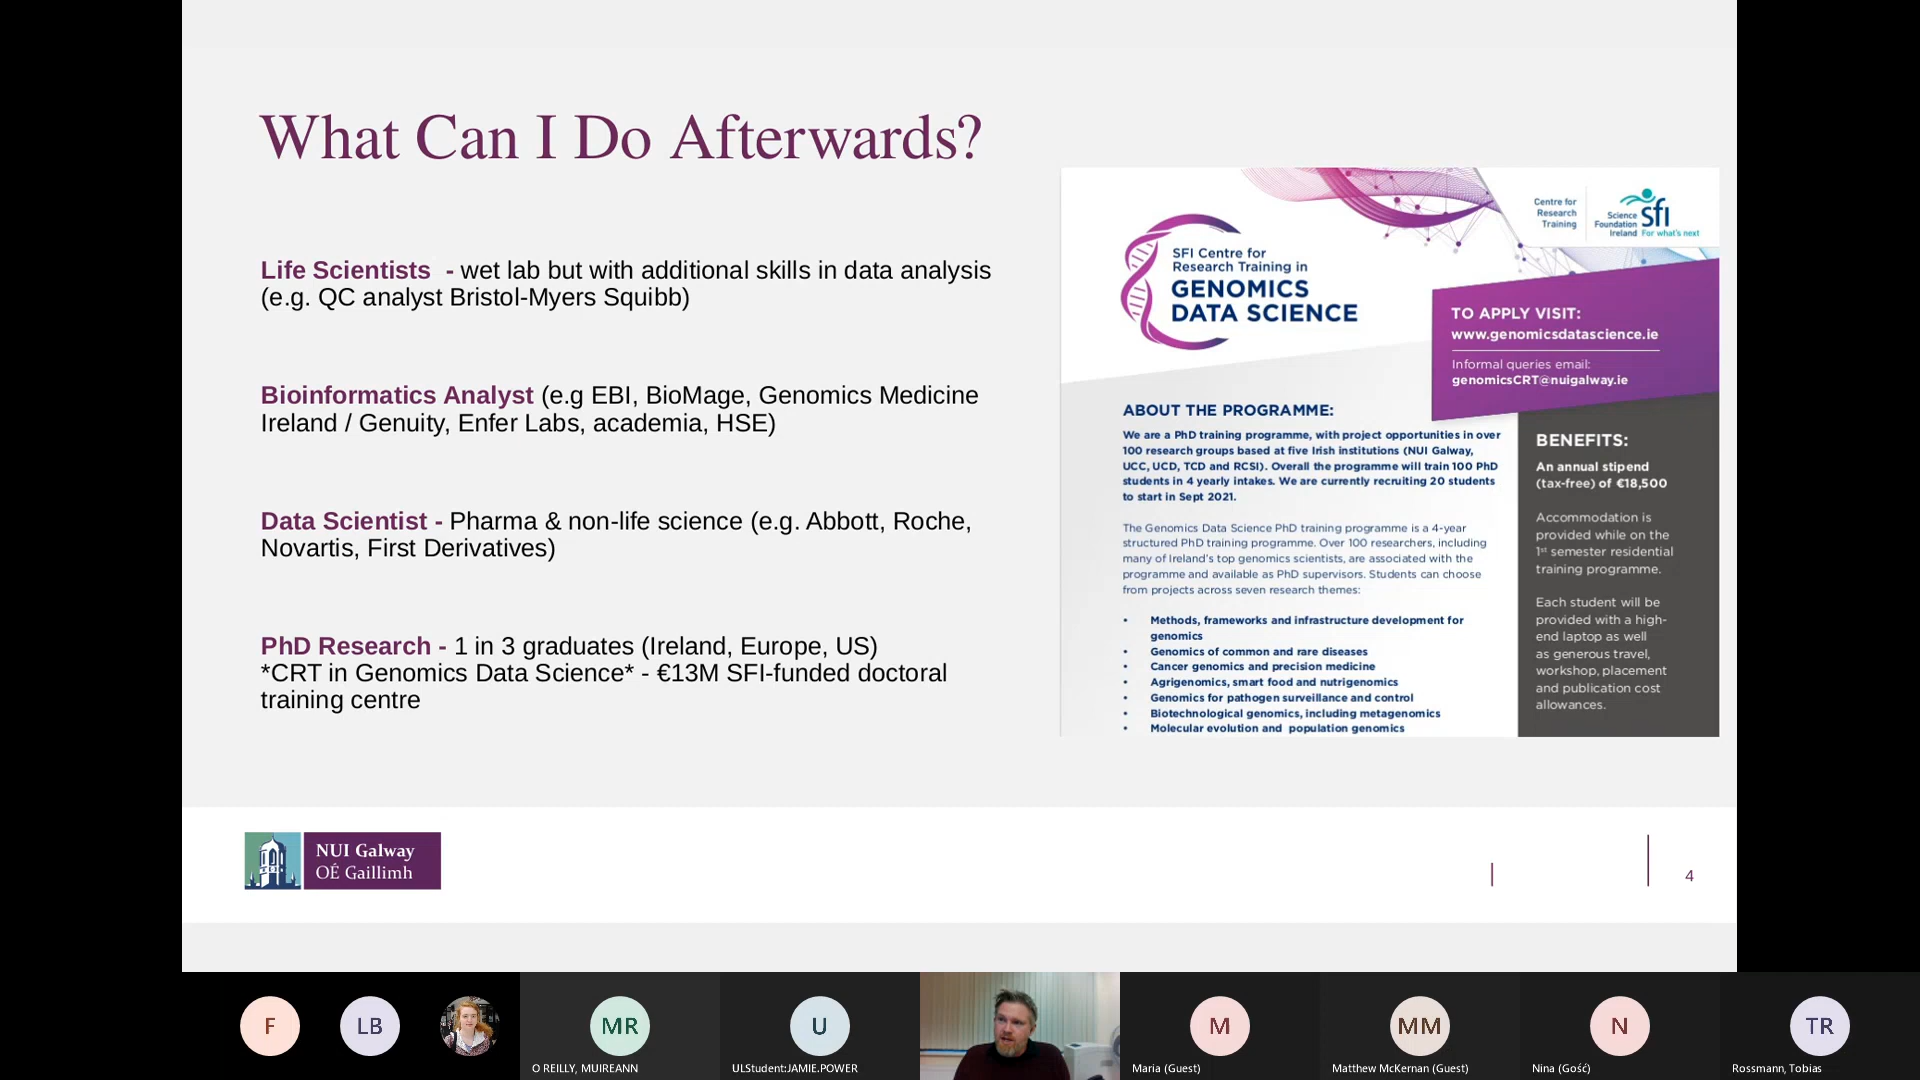 What Can I Do Afterwards?
Life Scientists - wet lab but with additional skills in data analysis
(e.g. QC analyst Bristol-Myers Squibb)
Bioinformatics Analyst (e.g EBI, BioMage, Genomics Medicine
Ireland / Genuity, Enfer Labs, academia, HSE)
Data Scientist - Pharma & non-life science (e.g. Abbott, Roche,
Novartis, First Derivatives)
PhD Research - 1 in 3 graduates (Ireland, Europe, US)
*CRT in Genomics Data Science* - €13M SFI-funded doctoral
training centre
Centre for
Research
Training
Science
Foundation
Ireland
sfi
For what's next
SFI Centre for
Research Training in
GENOMICS
DATA SCIENCE
TO APPLY VISIT:
www.genomicsdatascience.ie
Informal queries email:
genomicsCRT@nuigalway.ie
ABOUT THE PROGRAMME:
We are a PhD training programme, with project opportunities in over
100 research groups based at five Irish institutions (NUI Galway,
UCC, UCD, TCD and RCSI). Overall the programme will train 100 PhD
students in 4 yearly intakes. We are currently recruiting 20 students
to start in Sept 2021.
The Genomics Data Science PhD training programme is a 4-year
structured PhD training programme. Over 100 researchers, including
many of Ireland's top genomics scientists, are associated with the
programme and available as PhD supervisors. Students can choose
from projects across seven research themes:
• Methods, frameworks and infrastructure development for
genomics
• Genomics of common and rare diseases
• Cancer genomics and precision medicine
• Agrigenomics, smart food and nutrigenomics
• Genomics for pathogen surveillance and control
• Biotechnological genomics, including metagenomics
• Molecular evolution and population genomics
BENEFITS:
An annual stipend
(tax-free) of €18,500
Accommodation is
provided while on the
1st semester residential
training programme.
Each student will be
provided with a high-
end laptop as well
as generous travel,
workshop, placement
and publication cost
allowances.
NUI Galway
OÉ Gaillimh
4
F
LB
MR
O REILLY, MUIREANN
U
ULStudent:JAMIE.POWER
M
Maria (Guest)
MM
Matthew McKernan (Guest)
N
Nina (Gość)
TR
Rossmann, Tobias